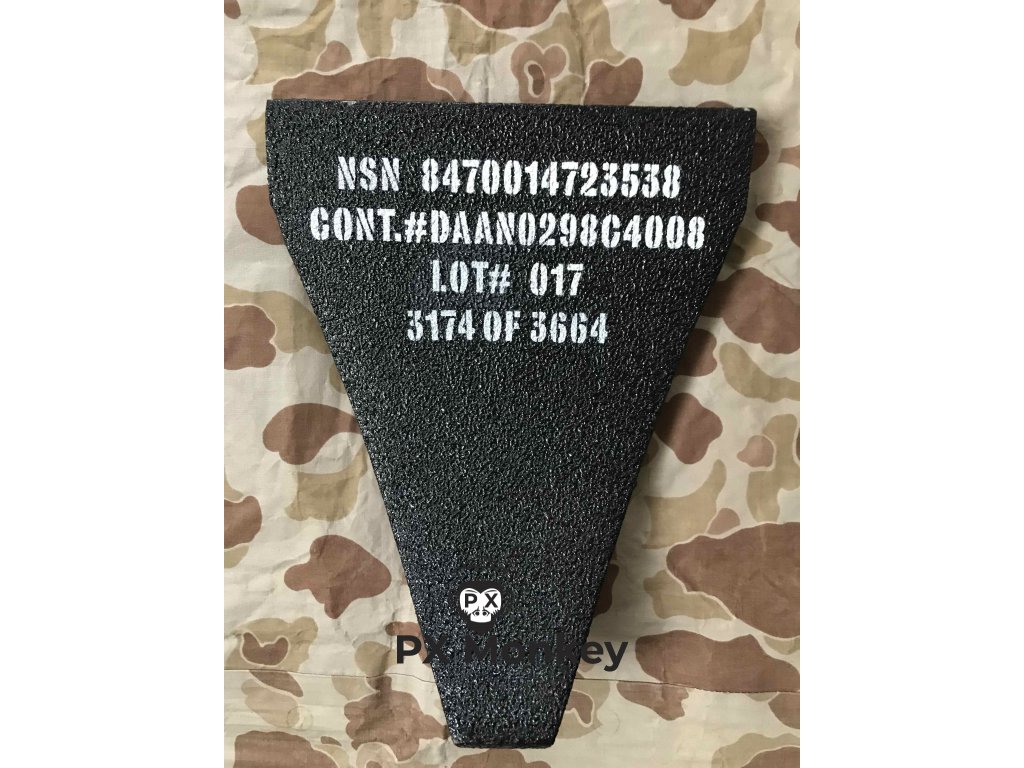 NSN 8470014723538
CONT.#DAAN0298C4008
LOT# 017
3174 OF 3664
PX
PX Monkey